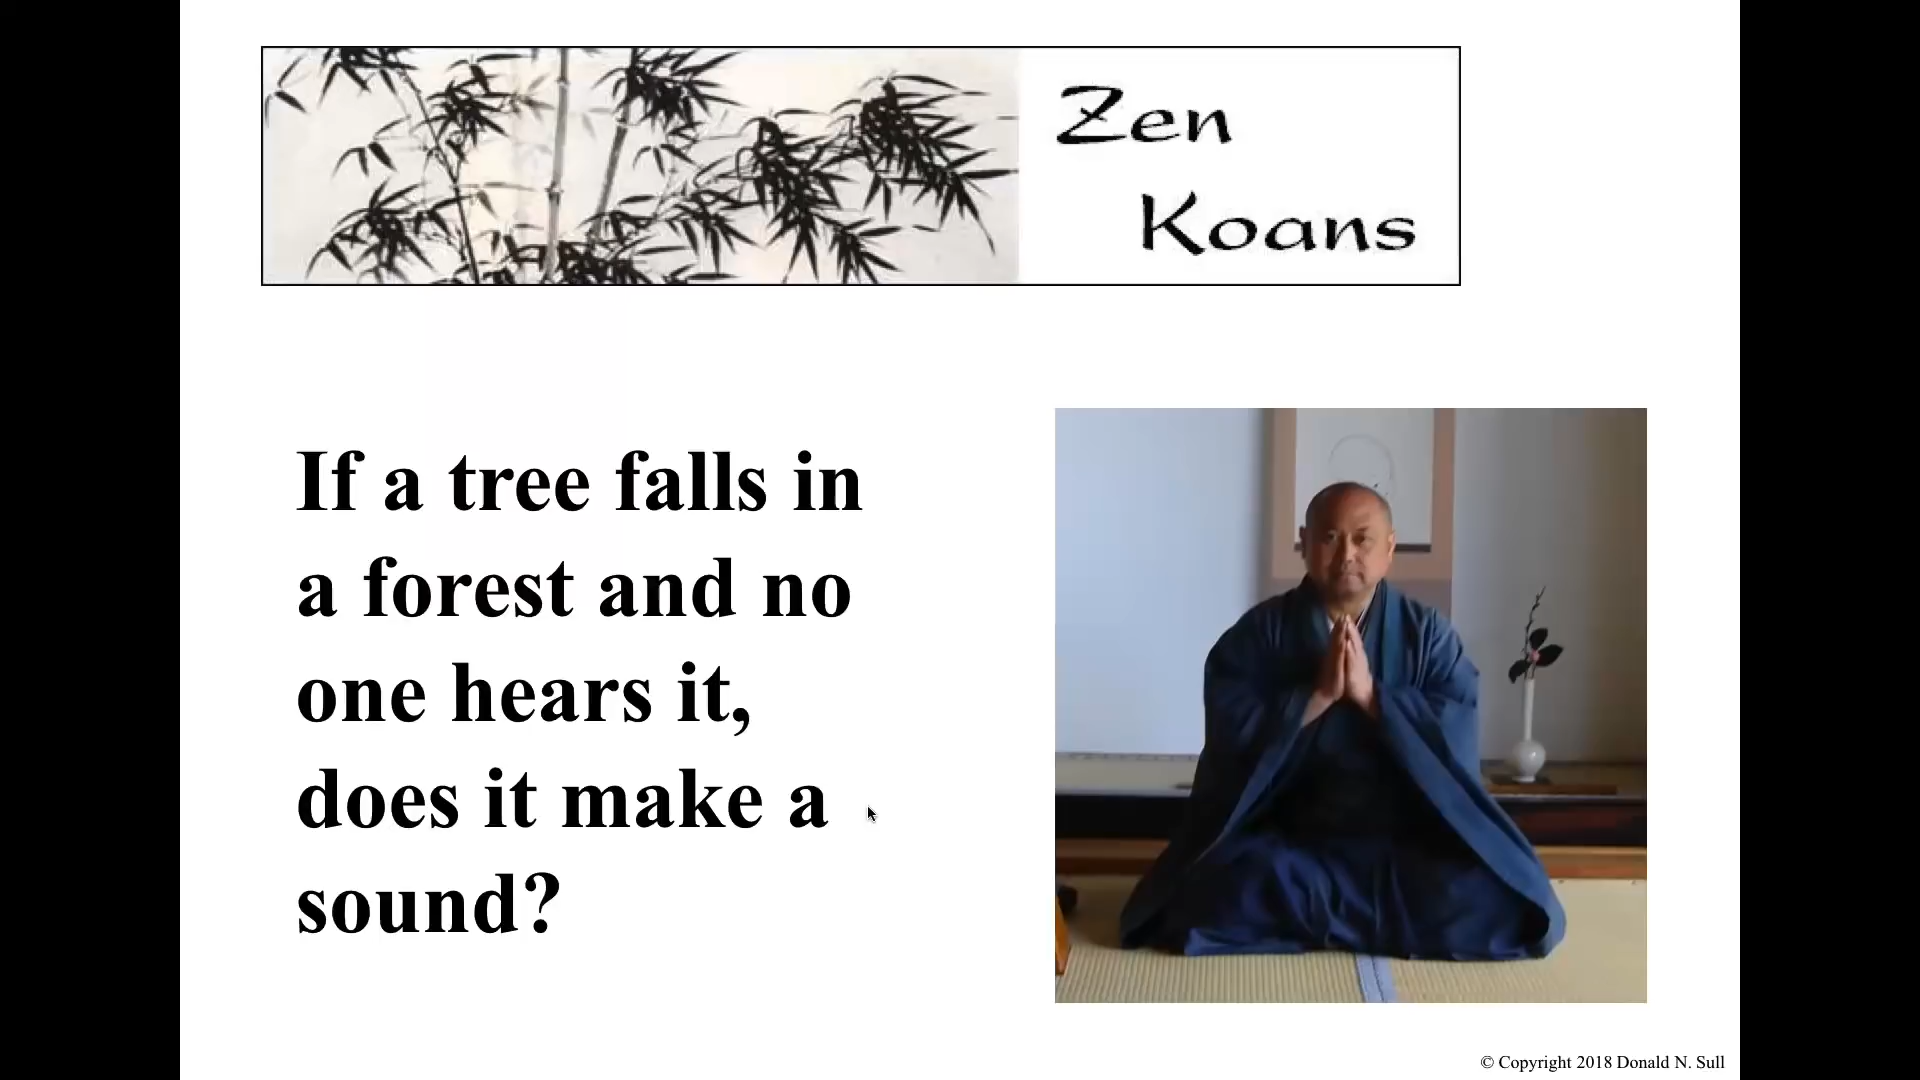 Zen
Koans
If a tree falls in
a forest and no
one hears it,
does it make a
sound?
© Copyright 2018 Donald N. Sull